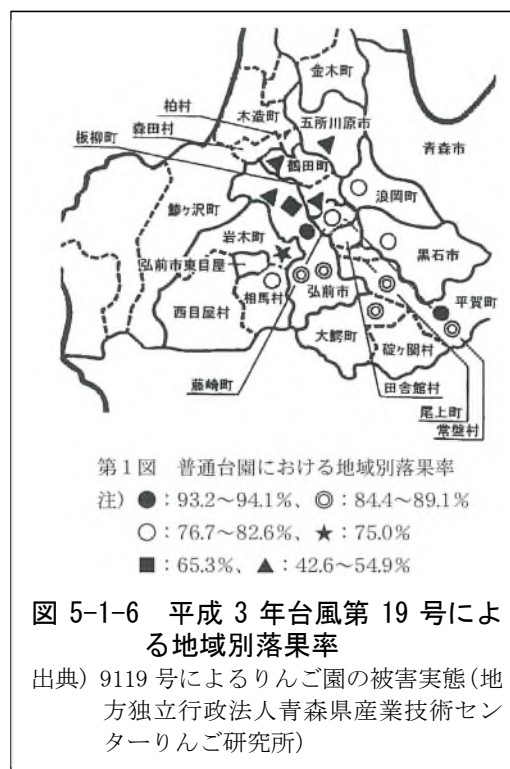 金木町
柏村
木造町
五所川原市
森田村
青森市
板柳町
鶴田町
浪岡町
鰺ヶ沢町
岩木町
黒石市
弘前市東目屋
平賀町
相馬村
弘前市
西目屋村
大鰐町
碇ヶ関村
藤崎町
田舎館村
尾上町
常盤村
第1図 普通台園における地域別落果率
注) ●:93.2~94.1%、◎:84.4~89.1%
○:76.7~82.6%、★:75.0%
■:65.3%、▲:42.6~54.9%
図 5-1-6 平成 3 年台風第 19 号によ
る地域別落果率
出典) 9119 号によるりんご園の被害実態(地
方独立行政法人青森県産業技術セン
ターりんご研究所)